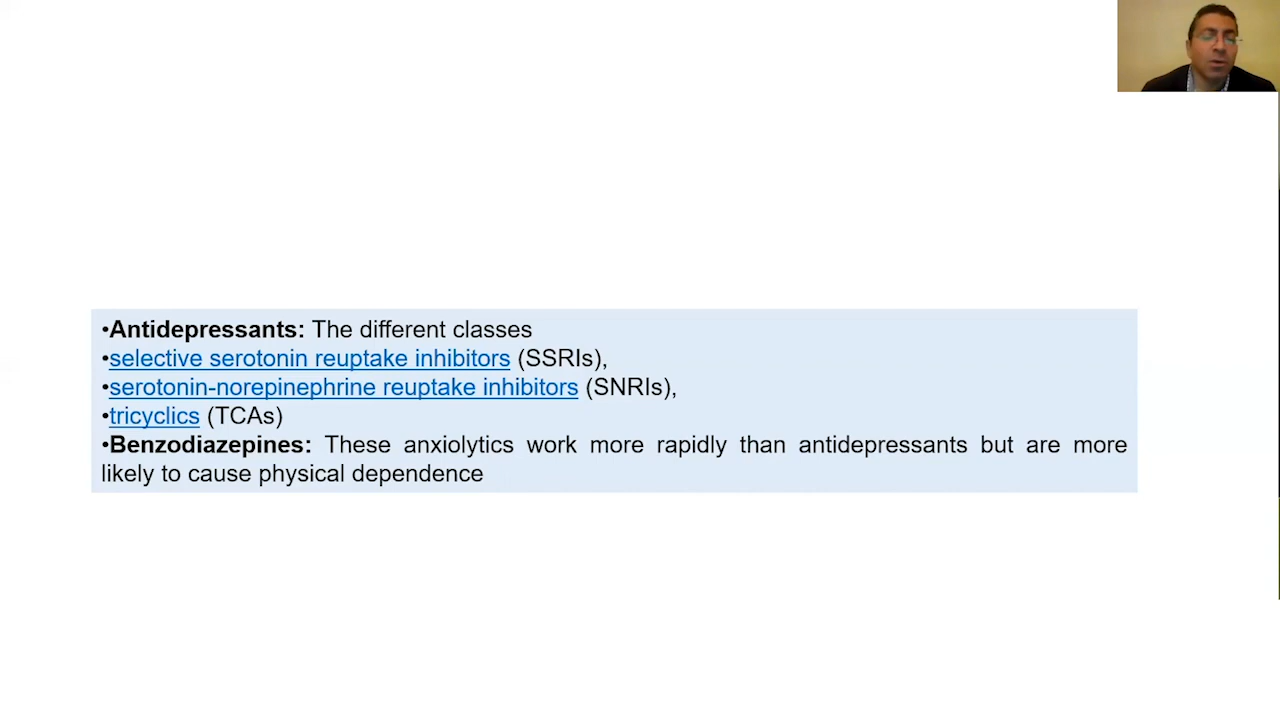 •Antidepressants: The different classes
•selective serotonin reuptake inhibitors (SSRIs),
•serotonin-norepinephrine reuptake inhibitors (SNRIs),
•tricyclics (TCAs)
•Benzodiazepines: These anxiolytics work more rapidly than antidepressants but are more
likely to cause physical dependence